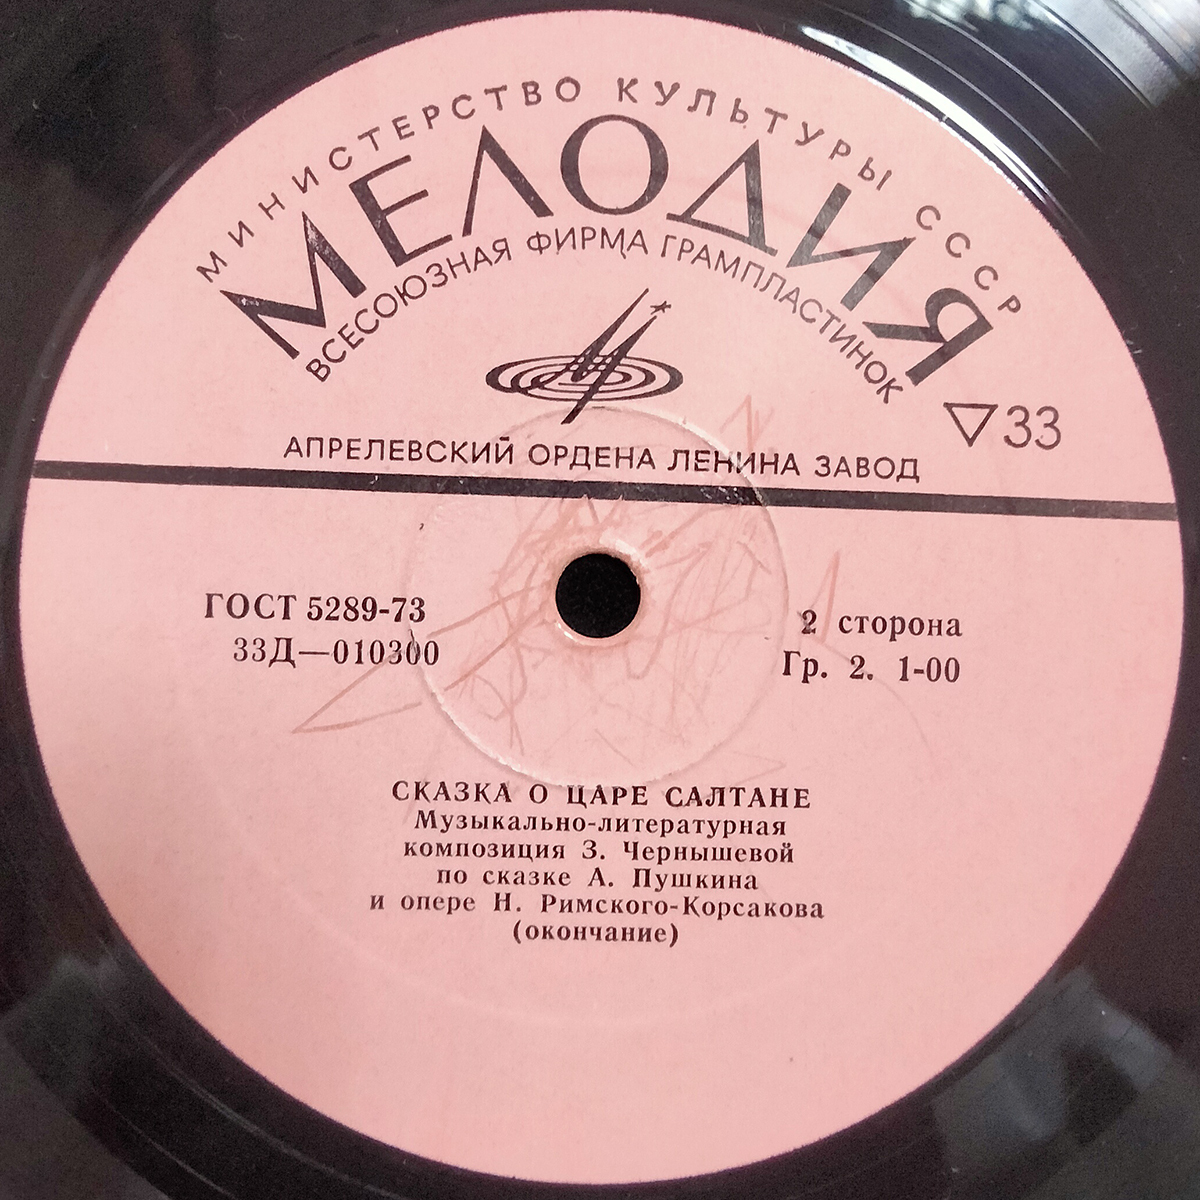 МИНИСТЕРСТВО КУЛЬТУРЫ СССР
МЕЛОДИЯ
ВСЕСОЮЗНАЯ ФИРМА ГРАМПЛАСТИНОК
▽33
АПРЕЛЕВСКИЙ ОРДЕНА ЛЕНИНА ЗАВОД
ГОСТ 5289-73
33Д—010300
2 сторона
Гр. 2. 1-00
СКАЗКА О ЦАРЕ САЛТАНЕ
Музыкально-литературная
композиция З. Чернышевой
по сказке А. Пушкина
и опере Н. Римского-Корсакова
(окончание)